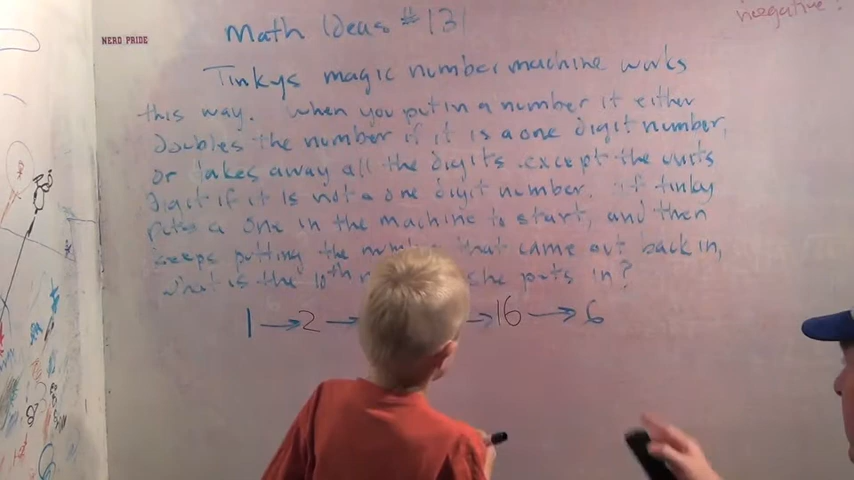 negative!
NERD PRIDE
Math Ideas #131
Tinkys magic number machine works
this way. When you put in a number it either
doubles the number if it is a one digit number,
or takes away all the digits except the units
digit if it is not a one digit number. If tinky
puts a one in the machine to start, and then
keeps putting the number that came out back in,
what is the 10th she puts in?
1 → 2 → → 16 → 6